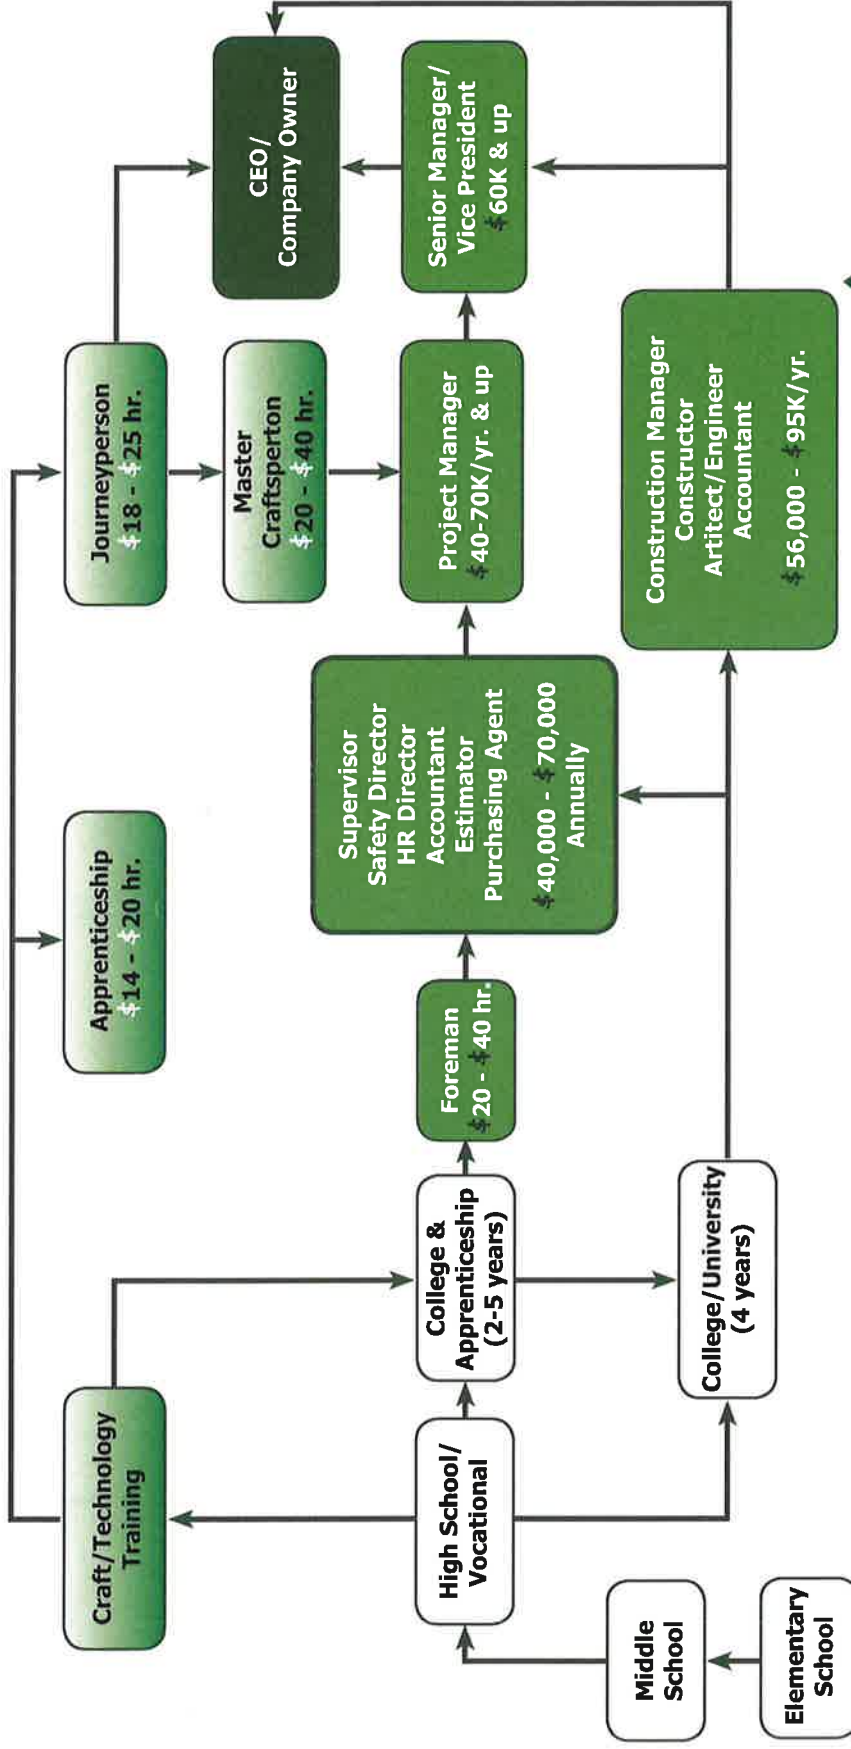 Craft/Technology
Training
Apprenticeship
$14 - $20 hr.
Journeyperson
$18 - $25 hr.
Master
Craftsperton
$20 - $40 hr.
CEO/
Company Owner
High School/
Vocational
College &
Apprenticeship
(2-5 years)
Foreman
$20 - $40 hr.
Supervisor
Safety Director
HR Director
Accountant
Estimator
Purchasing Agent
$40,000 - $70,000
Annually
Project Manager
$40-70K/yr. & up
Senior Manager/
Vice President
$60K & up
Middle
School
Elementary
School
College/University
(4 years)
Construction Manager
Constructor
Artitect/Engineer
Accountant
$56,000 - $95K/yr.